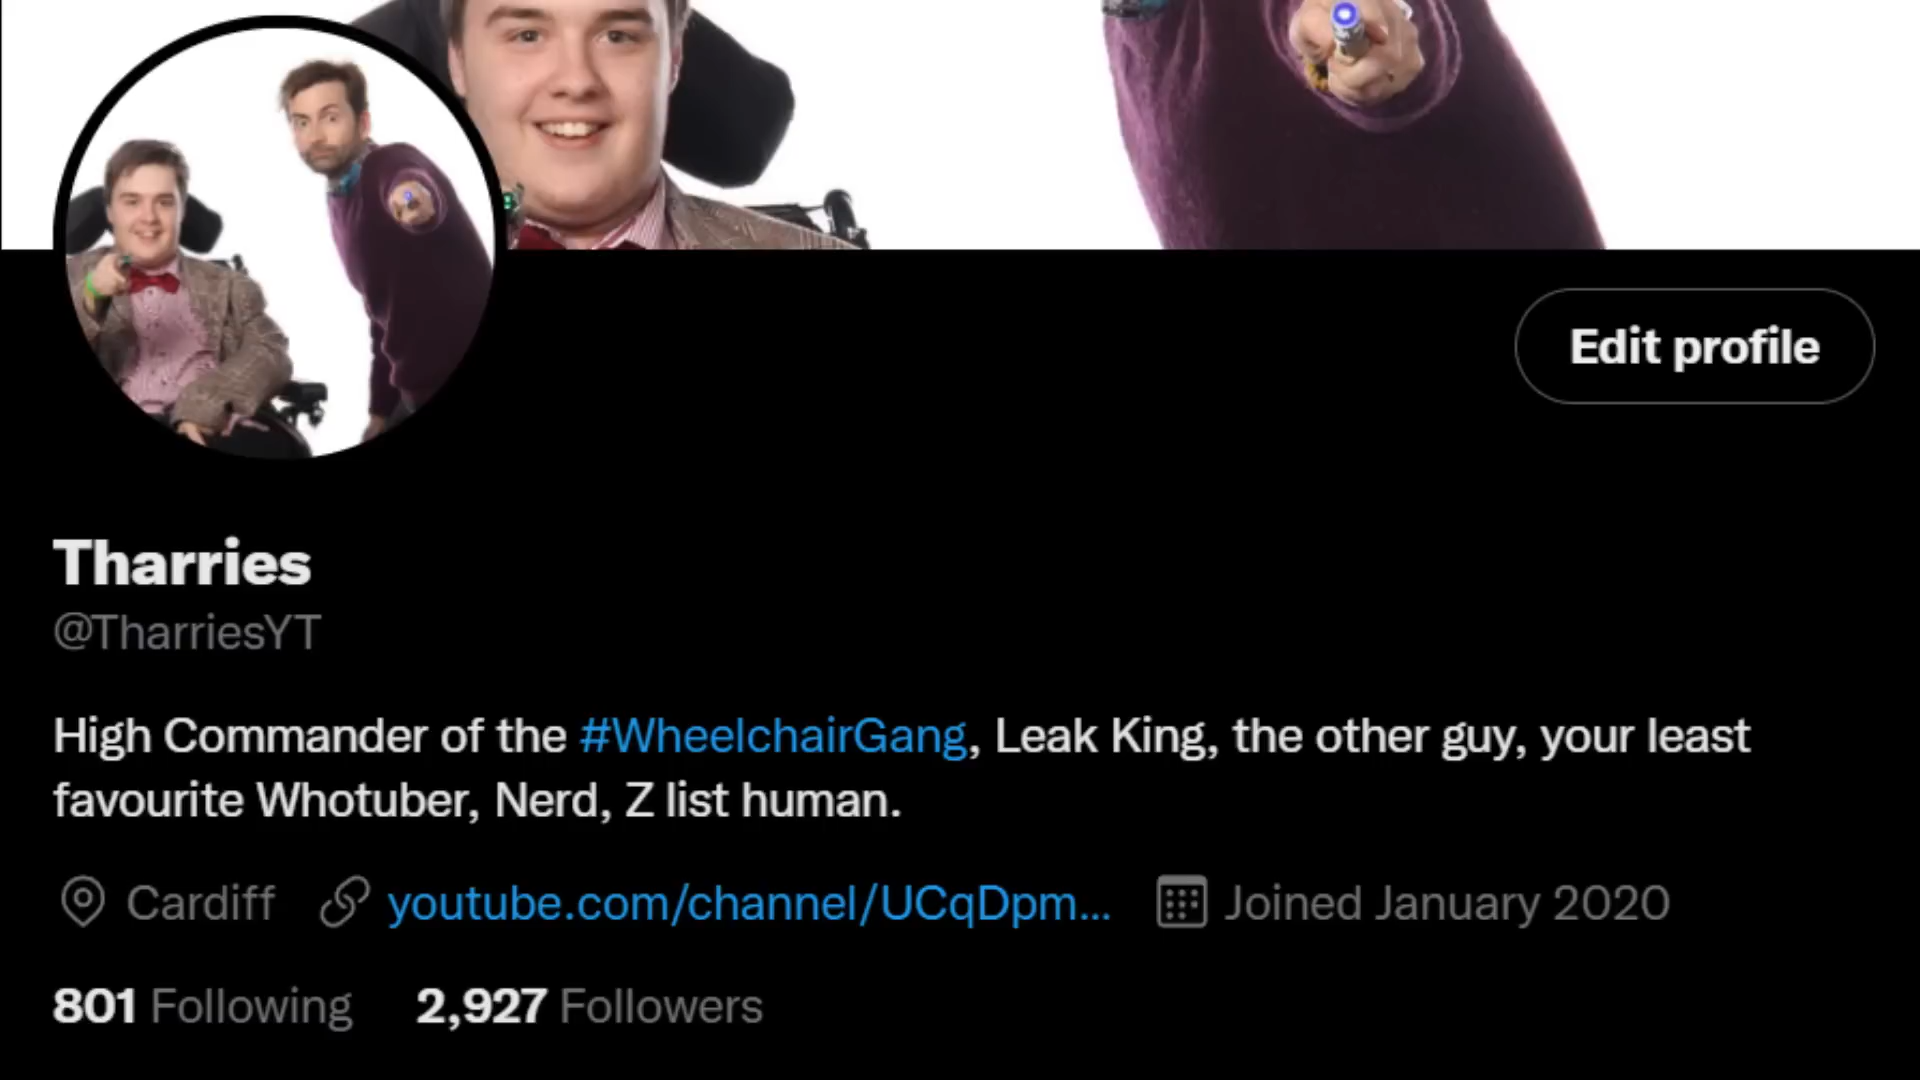 Edit profile
Tharries
@TharriesYT
High Commander of the #WheelchairGang, Leak King, the other guy, your least
favourite Whotuber, Nerd, Z list human.
Cardiff youtube.com/channel/UCqDpm... Joined January 2020
801 Following 2,927 Followers